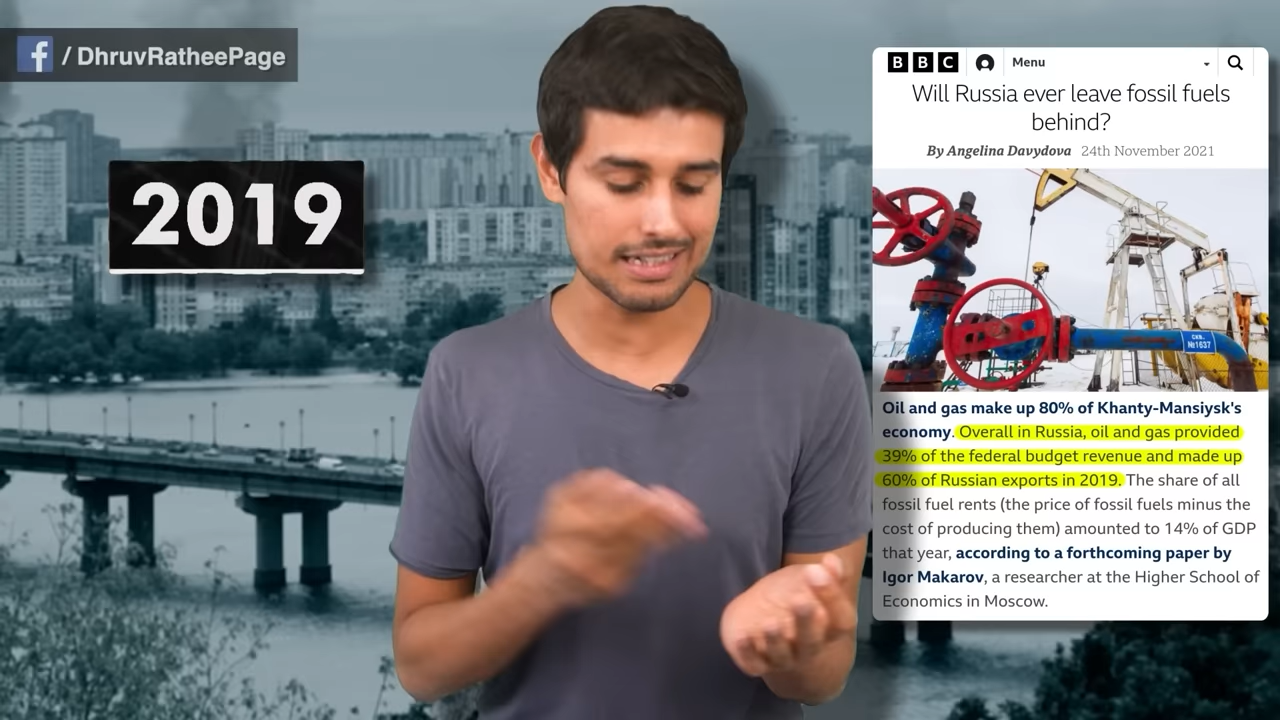 / DhruvRatheePage
2019
BBC
Menu
Will Russia ever leave fossil fuels
behind?
By Angelina Davydova 24th November 2021
СКВ.
№1637
Oil and gas make up 80% of Khanty-Mansiysk's
economy. Overall in Russia, oil and gas provided
39% of the federal budget revenue and made up
60% of Russian exports in 2019. The share of all
fossil fuel rents (the price of fossil fuels minus the
cost of producing them) amounted to 14% of GDP
that year, according to a forthcoming paper by
Igor Makarov, a researcher at the Higher School of
Economics in Moscow.